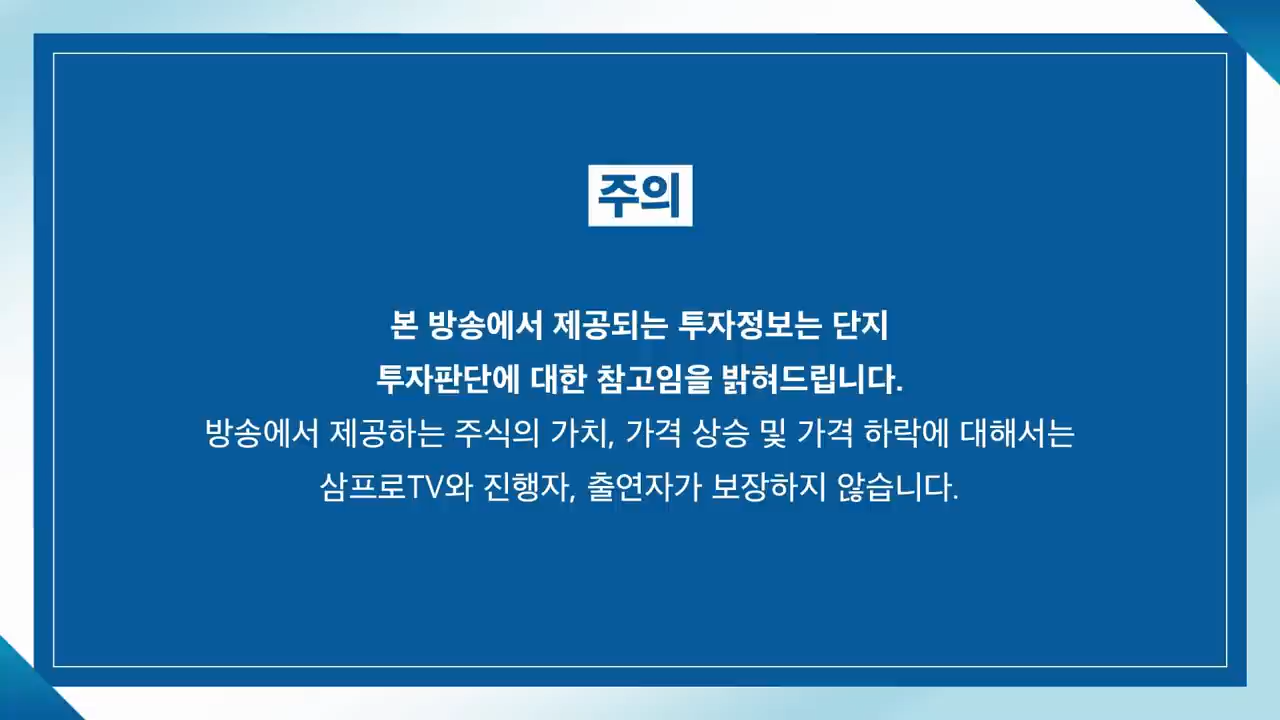 주의
본 방송에서 제공되는 투자정보는 단지
투자판단에 대한 참고임을 밝혀드립니다.
방송에서 제공하는 주식의 가치, 가격 상승 및 가격 하락에 대해서는
삼프로TV와 진행자, 출연자가 보장하지 않습니다.